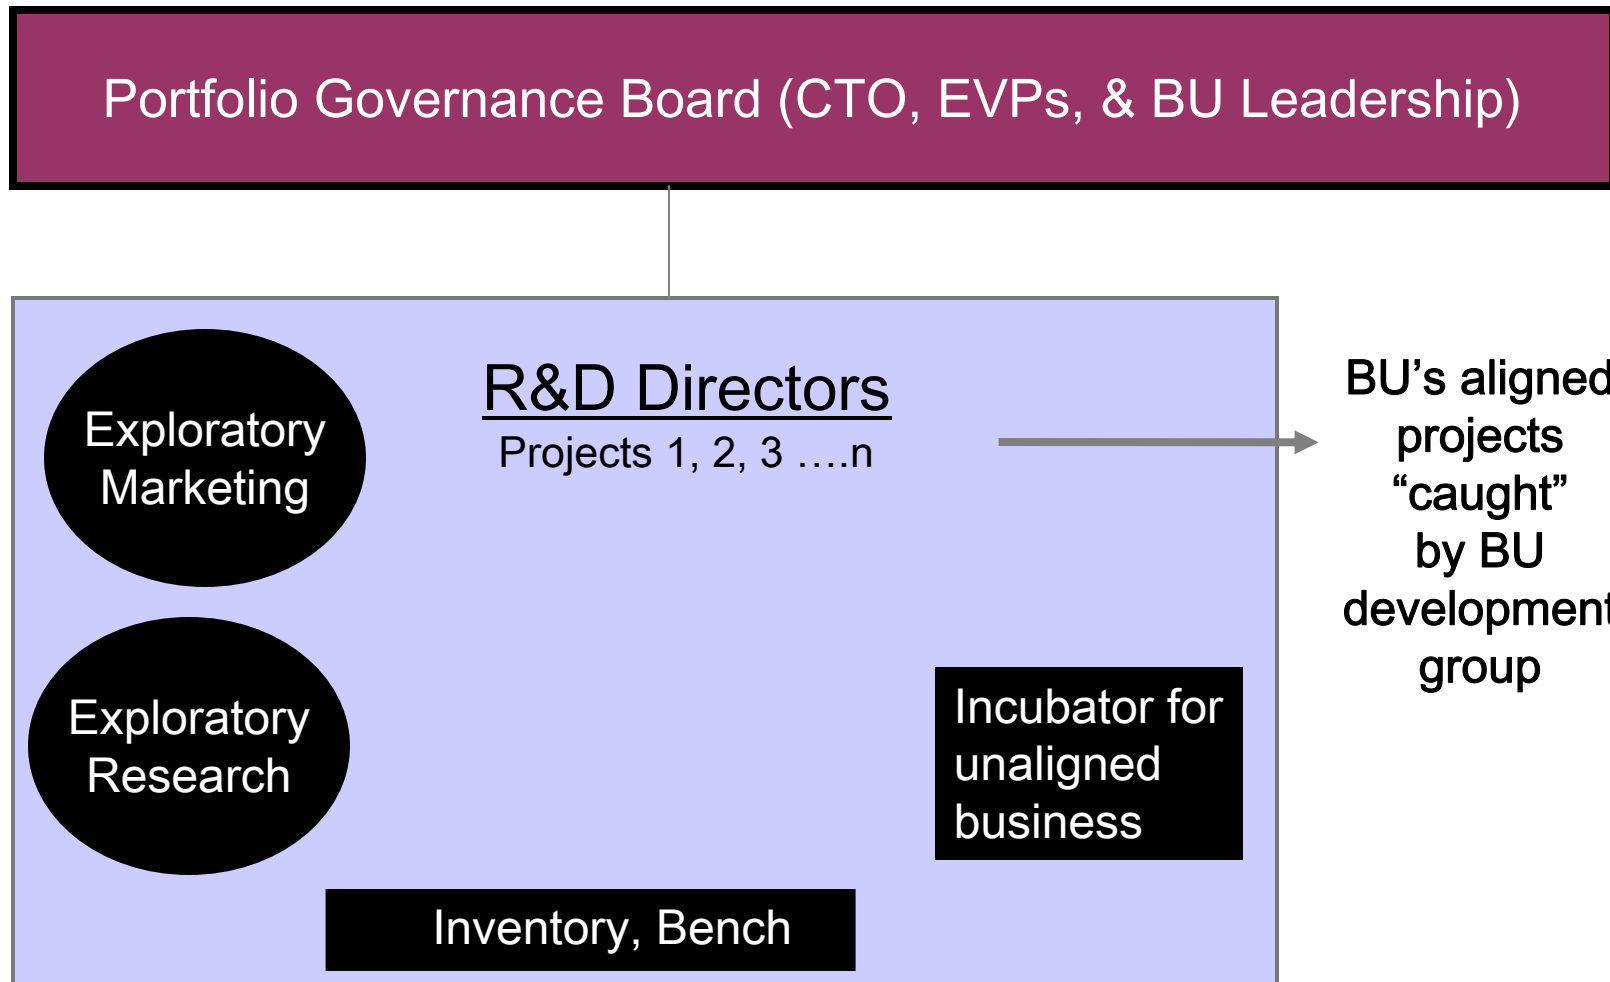 Portfolio Governance Board (CTO, EVPs, & BU Leadership)
Exploratory
Marketing
R&D Directors
Projects 1, 2, 3 ….n
BU’s aligned
projects
“caught”
by BU
development
group
Exploratory
Research
Incubator for
unaligned
business
Inventory, Bench